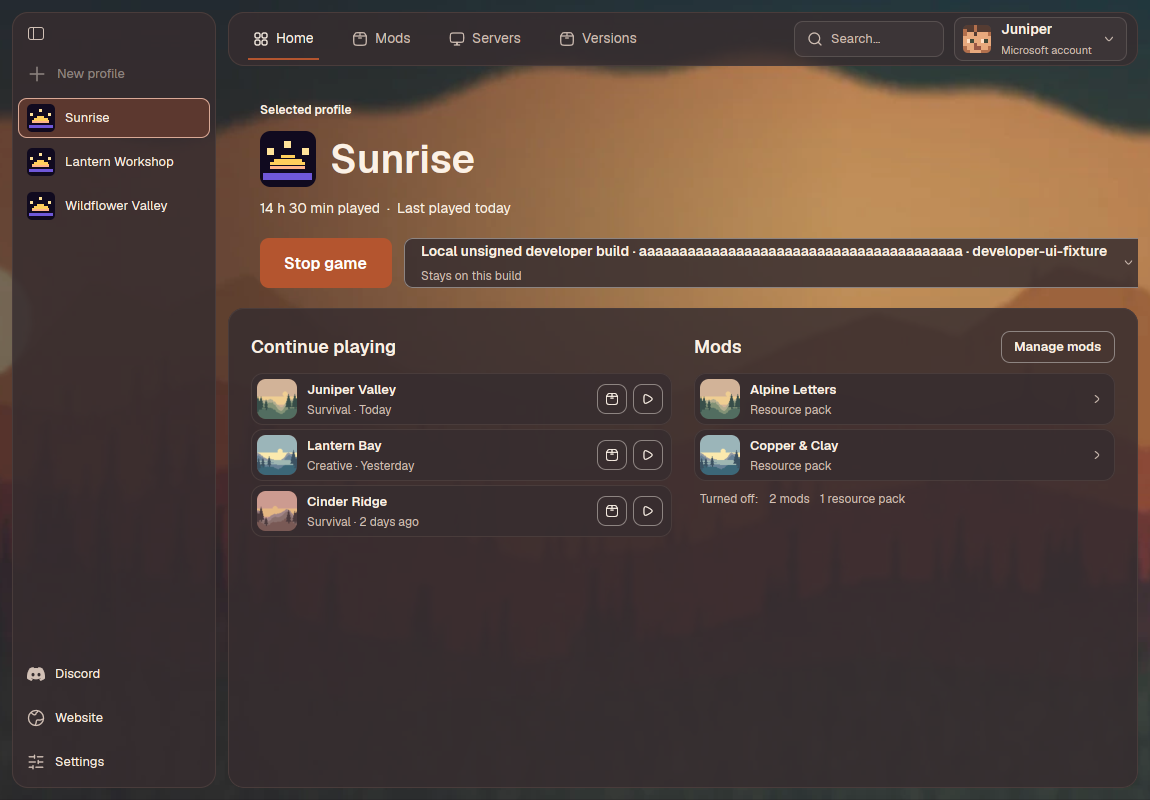 New profile
Sunrise
Lantern Workshop
Wildflower Valley
Discord
Website
Settings
Home
Mods
Servers
Versions
Search...
Juniper
Microsoft account
Selected profile
Sunrise
14 h 30 min played · Last played today
Stop game
Local unsigned developer build · aaaaaaaaaaaaaaaaaaaaaaaaaaaaaaaaaaaaaaaa · developer-ui-fixture
Stays on this build
Continue playing
Juniper Valley
Survival · Today
Lantern Bay
Creative · Yesterday
Cinder Ridge
Survival · 2 days ago
Mods
Manage mods
Alpine Letters
Resource pack
Copper & Clay
Resource pack
Turned off: 2 mods 1 resource pack